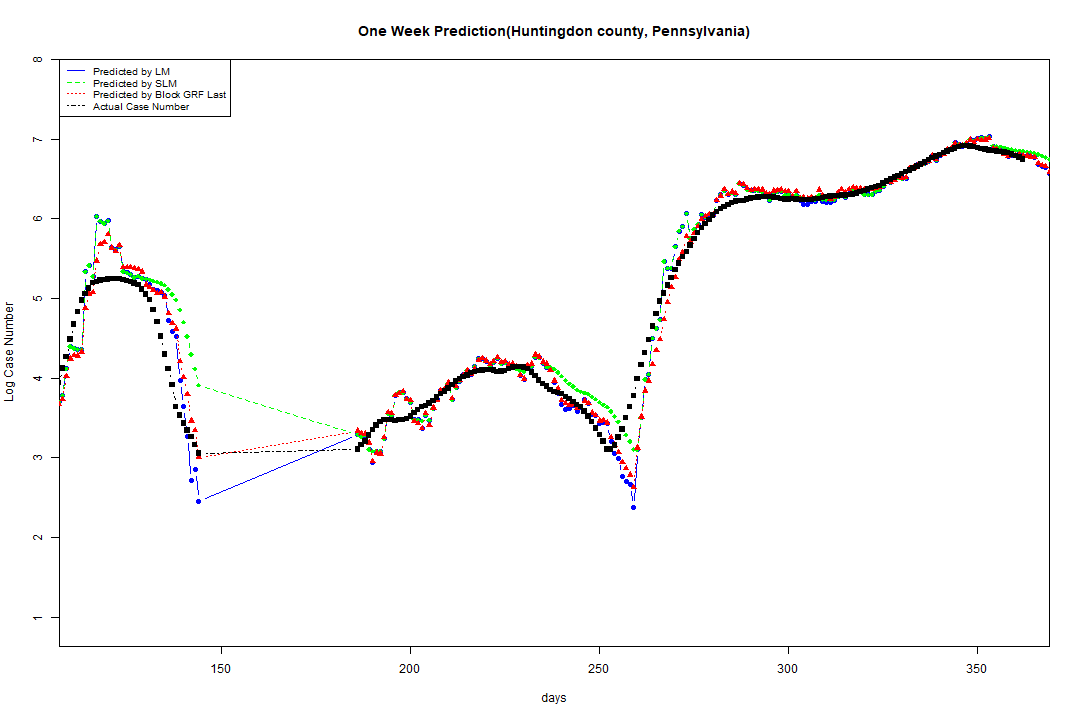 One Week Prediction(Huntingdon county, Pennsylvania)
Predicted by LM
Predicted by SLM
Predicted by Block GRF Last
Actual Case Number
Log Case Number
8
7
6
5
4
3
2
1
150 200 250 300 350
days